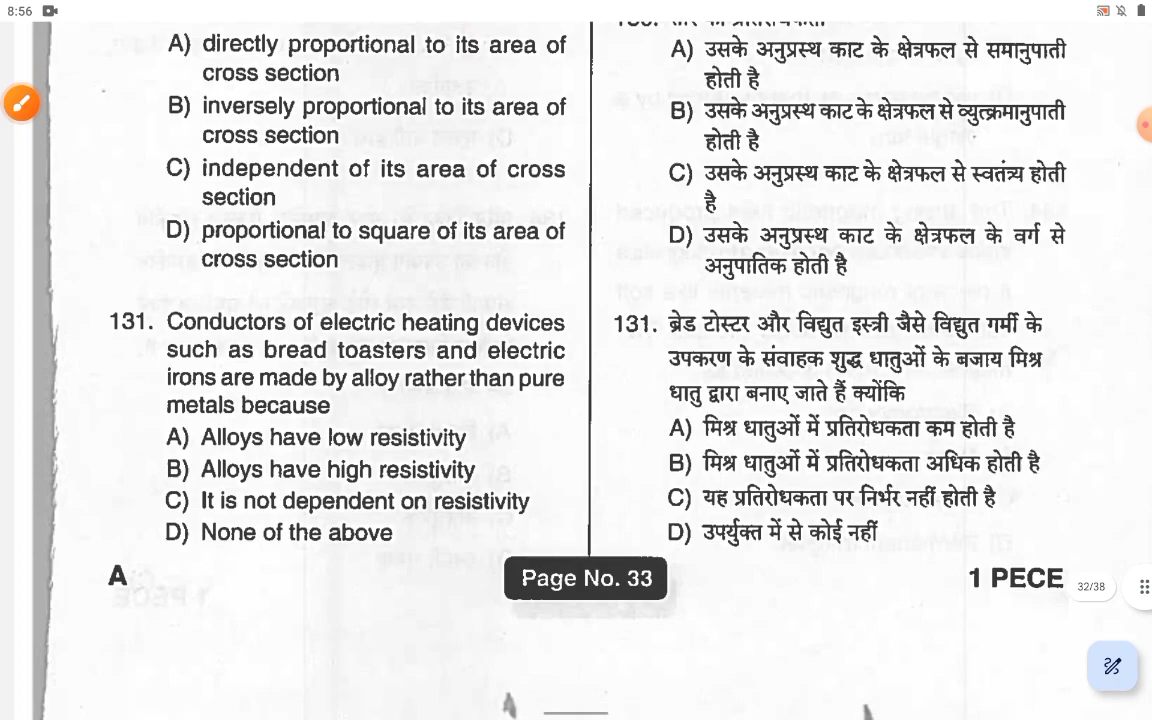 8:56
A) directly proportional to its area of
cross section
B) inversely proportional to its area of
cross section
C) independent of its area of cross
section
D) proportional to square of its area of
cross section
131. Conductors of electric heating devices
such as bread toasters and electric
irons are made by alloy rather than pure
metals because
A) Alloys have low resistivity
B) Alloys have high resistivity
C) It is not dependent on resistivity
D) None of the above
A) उसके अनुप्रस्थ काट के क्षेत्रफल से समानुपाती
होती है
B) उसके अनुप्रस्थ काट के क्षेत्रफल से व्युत्क्रमानुपाती
होती है
C) उसके अनुप्रस्थ काट के क्षेत्रफल से स्वतंत्र्य होती
है
D) उसके अनुप्रस्थ काट के क्षेत्रफल के वर्ग से
अनुपातिक होती है
131. ब्रेड टोस्टर और विद्युत इस्त्री जैसे विद्युत गर्मी के
उपकरण के संवाहक शुद्ध धातुओं के बजाय मिश्र
धातु द्वारा बनाए जाते हैं क्योंकि
A) मिश्र धातुओं में प्रतिरोधकता कम होती है
B) मिश्र धातुओं में प्रतिरोधकता अधिक होती है
C) यह प्रतिरोधकता पर निर्भर नहीं होती है
D) उपर्युक्त में से कोई नहीं
A
Page No. 33
1 PECE
32/38